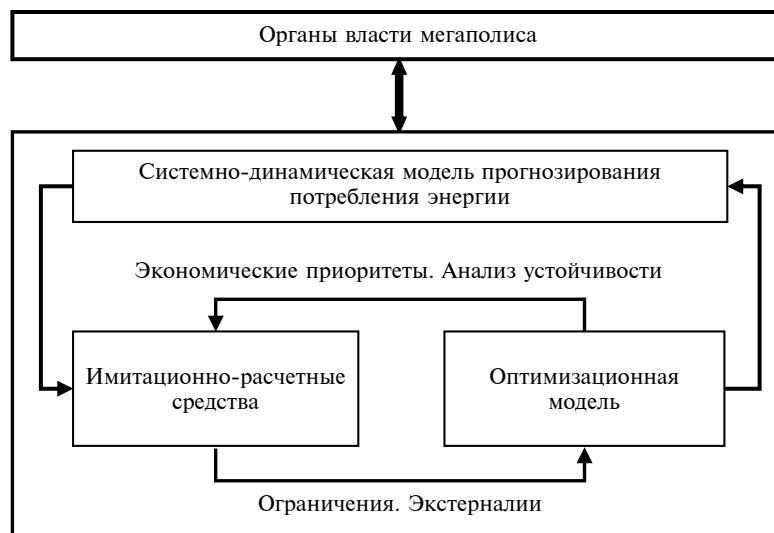 Органы власти мегаполиса
Системно-динамическая модель прогнозирования
потребления энергии
Экономические приоритеты. Анализ устойчивости
Имитационно-расчетные
средства
Оптимизационная
модель
Ограничения. Экстерналии